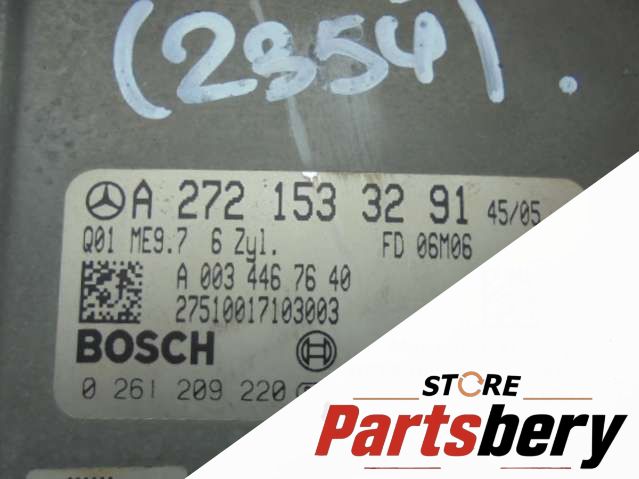 (2354).
A 272 153 32 91 45/05
Q01 ME9.7 6 Zyl. FD 06M06
A 003 446 76 40
27510017103003
BOSCH
0 261 209 220
STORE
Partsbery